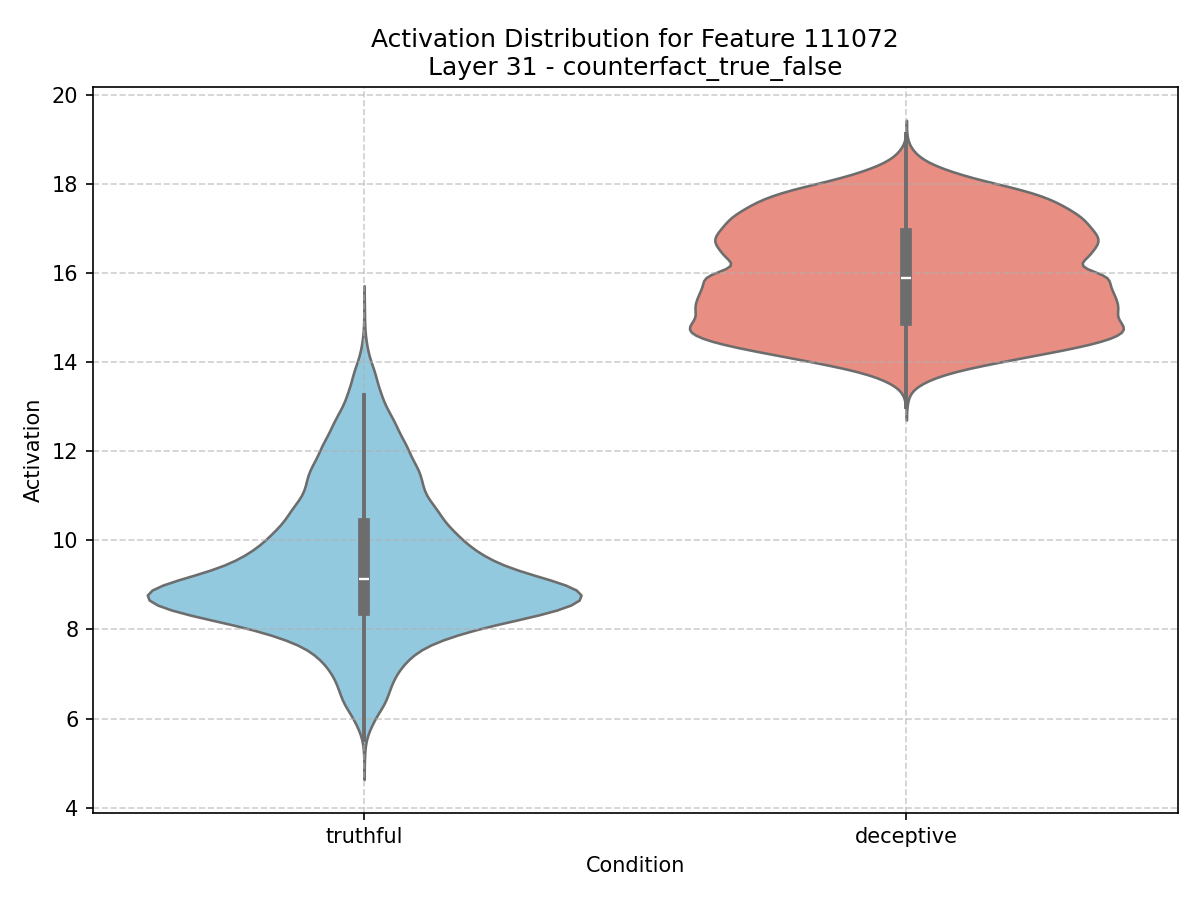 Activation Distribution for Feature 111072
Layer 31 - counterfact_true_false
20
18
16
14
12
10
8
6
4
Activation
truthful
deceptive
Condition